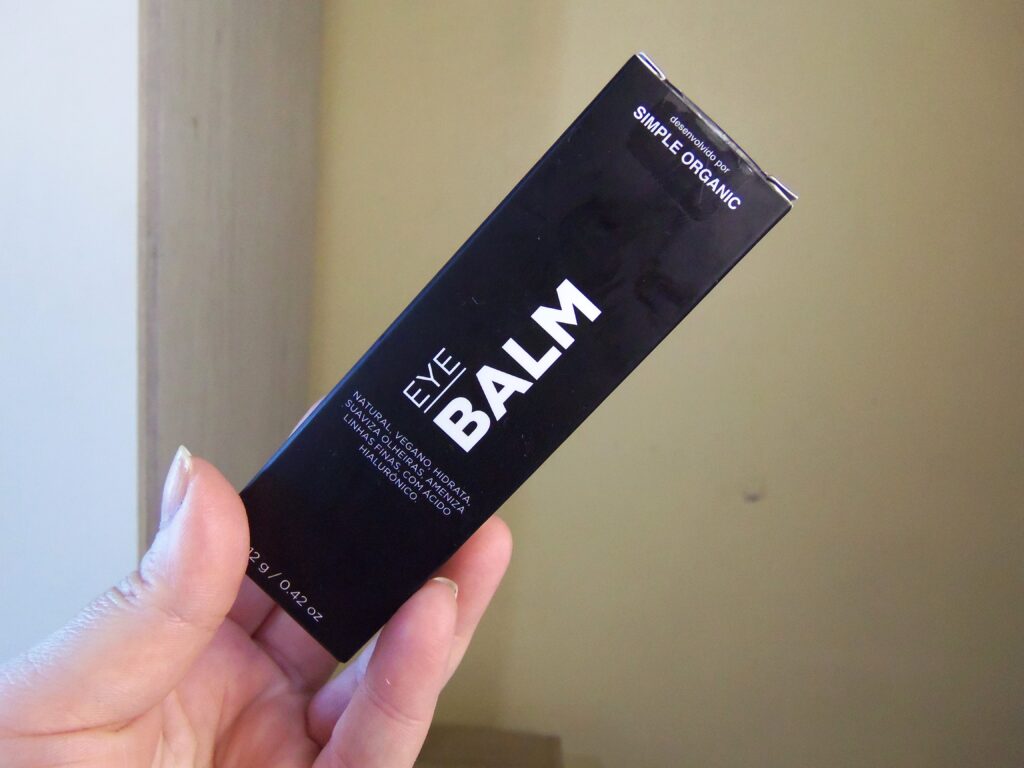 desenvolvido por
SIMPLE ORGANIC
EYE
BALM
NATURAL, VEGANO, HIDRATA,
SUAVIZA OLHEIRAS, AMENIZA
LINHAS FINAS, COM ÁCIDO
HIALURÔNICO.
12 g / 0.42 oz